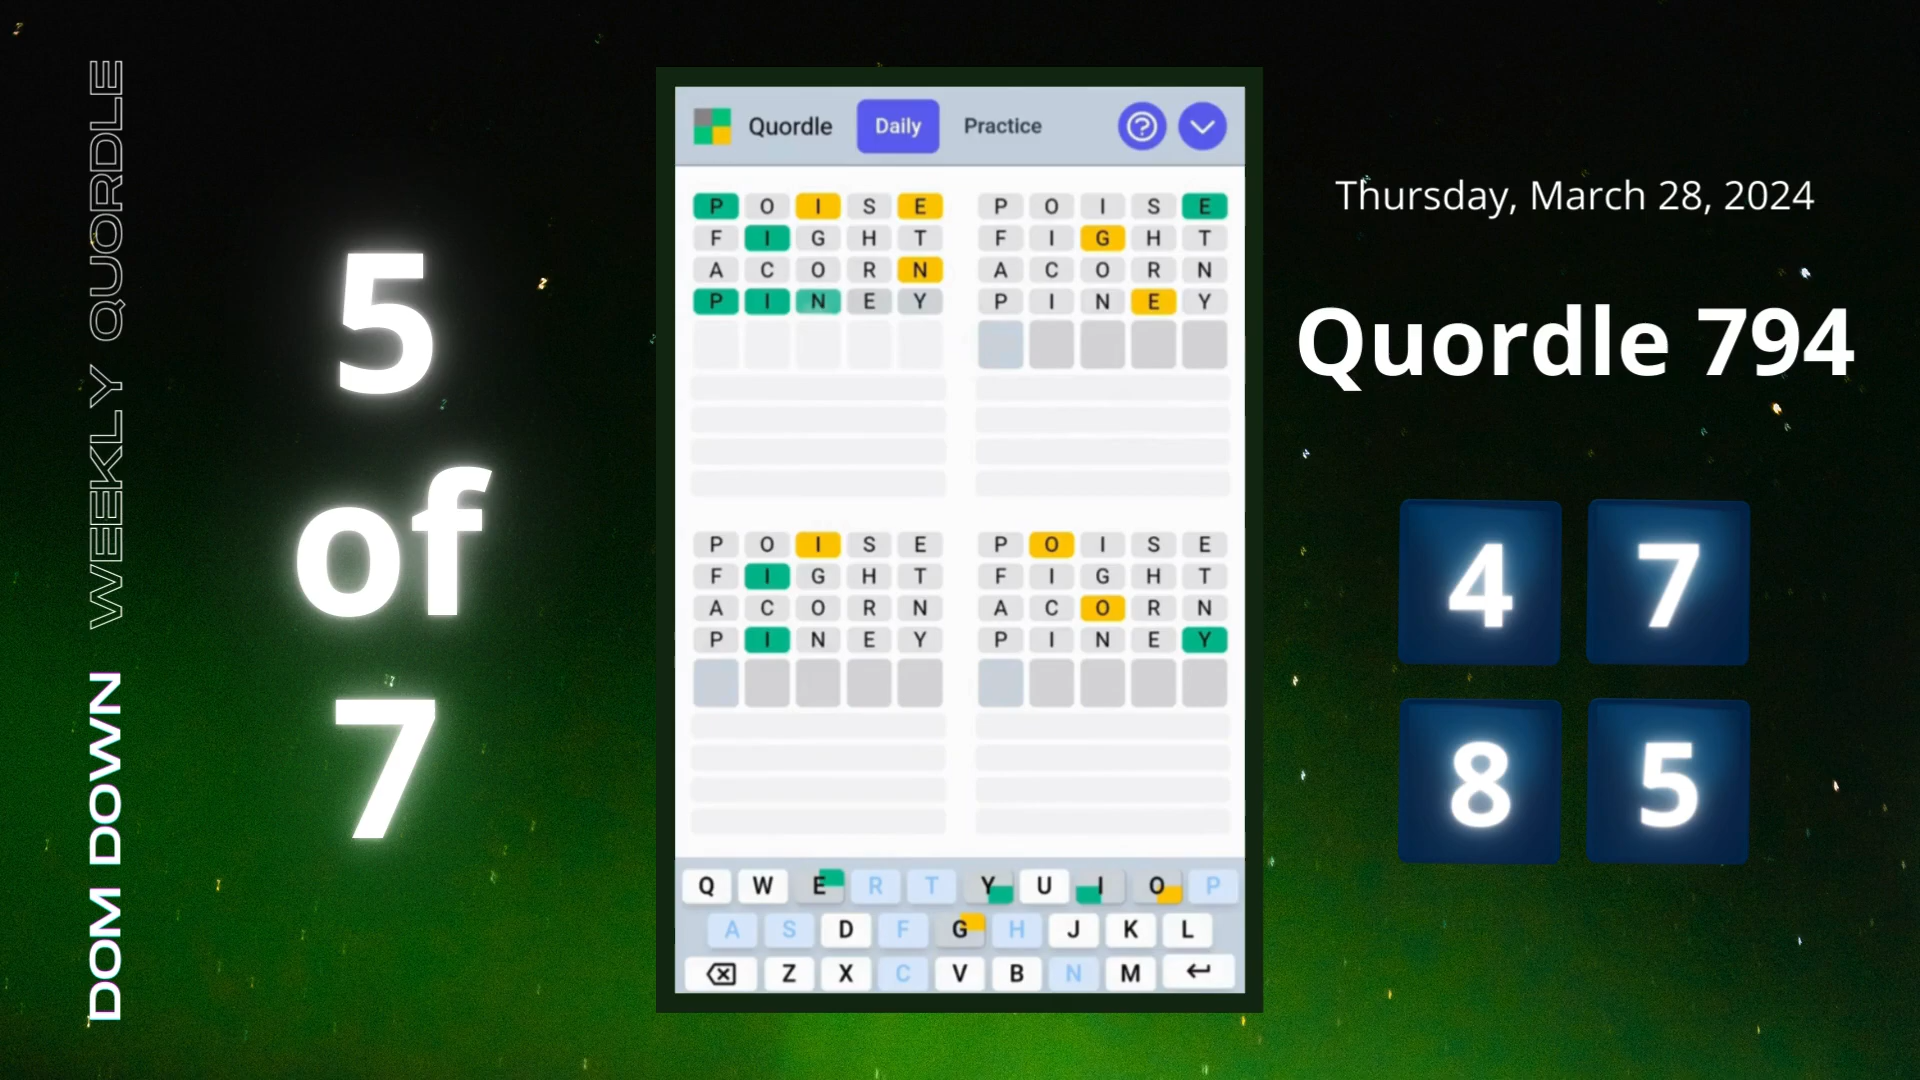 DOM DOWN WEEKLY QUORDLE
5
of
7
Quordle Daily Practice
P O I S E
F I G H T
A C O R N
P I N E Y
P O I S E
F I G H T
A C O R N
P I N E Y
P O I S E
F I G H T
A C O R N
P I N E Y
P O I S E
F I G H T
A C O R N
P I N E Y
Q W E R T Y U I O P
A S D F G H J K L
Z X C V B N M
Thursday, March 28, 2024
Quordle 794
4 7
8 5